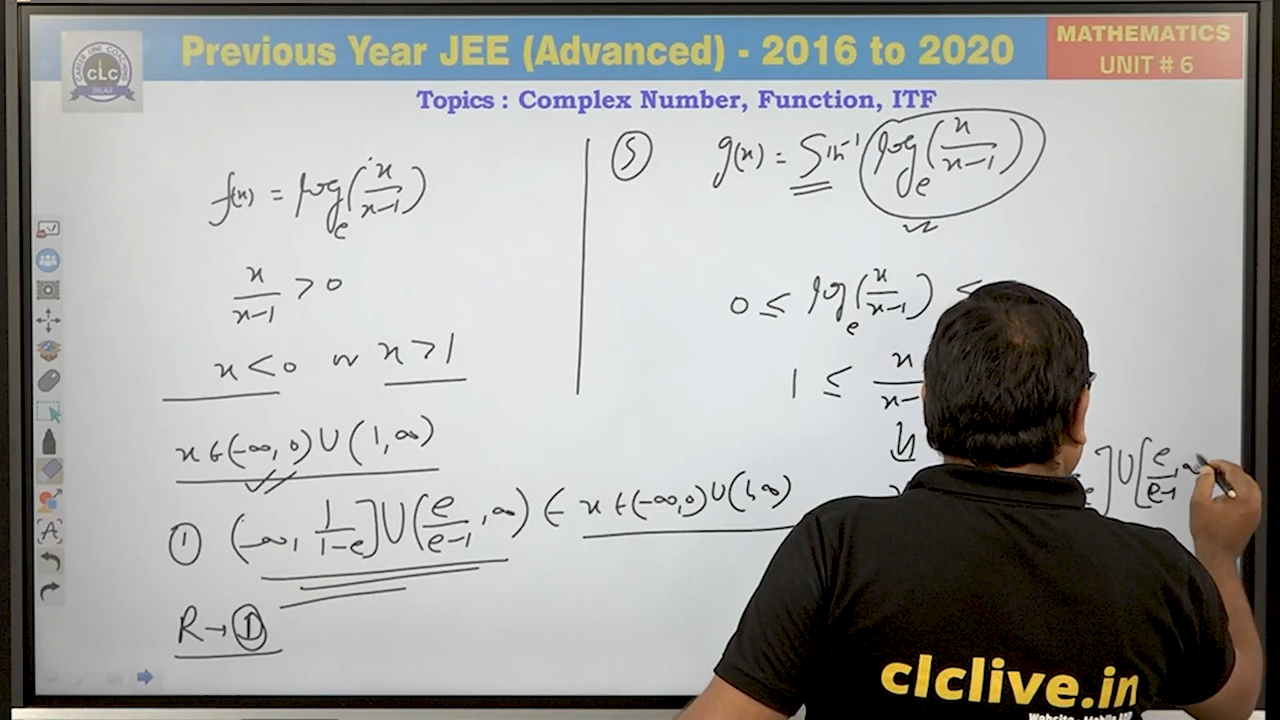 Previous Year JEE (Advanced) - 2016 to 2020
MATHEMATICS
UNIT # 6
CLC
Topics : Complex Number, Function, ITF
f(x) = log_e(x/(x-1))
x/(x-1) > 0
x < 0 or x > 1
x ∈ (-∞, 0) ∪ (1, ∞)
① (-∞, 1/(1-e)] ∪ (e/(e-1), ∞) ∈ x ∈ (-∞, 0) ∪ (1, ∞)
R → ①
⑤ g(x) = Sin⁻¹ log_e(x/(x-1))
0 ≤ log_e(x/(x-1)) ≤
1 ≤ x/(x-
] ∪ [e/(e-1), ∞
clclive.in